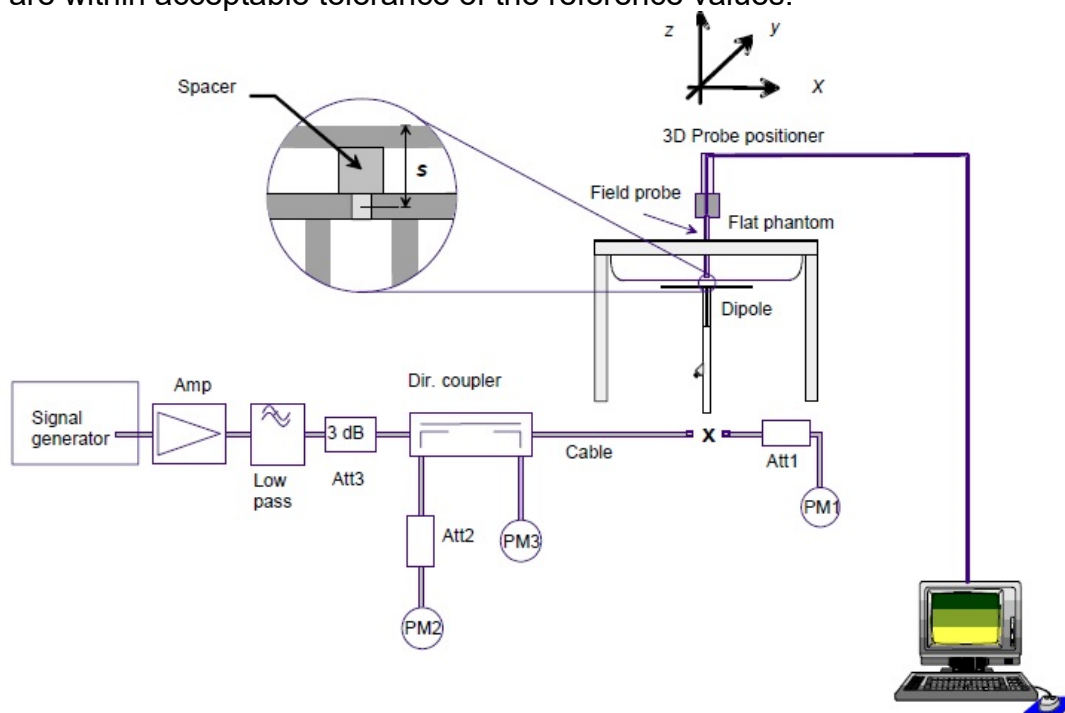 are within acceptable tolerance of the reference values.
z
y
X
Spacer
s
3D Probe positioner
Field probe
Flat phantom
Dipole
Signal
generator
Amp
Low
pass
3 dB
Att3
Dir. coupler
Cable
X
Att1
PM1
Att2
PM3
PM2